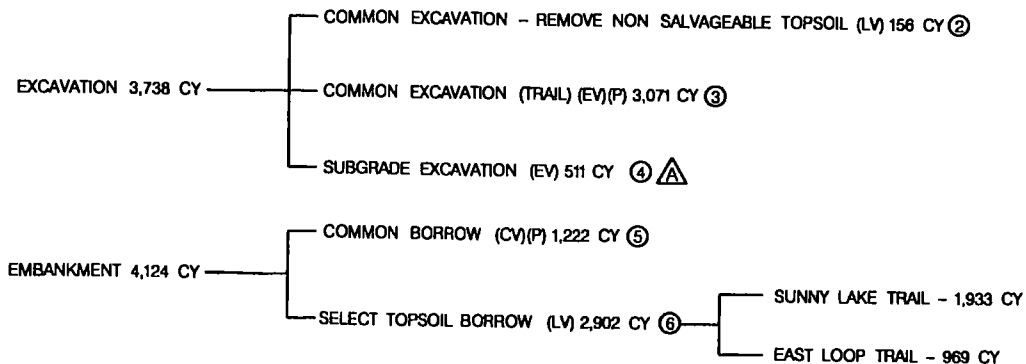 COMMON EXCAVATION - REMOVE NON SALVAGEABLE TOPSOIL (LV) 156 CY ②
EXCAVATION 3,738 CY
COMMON EXCAVATION (TRAIL) (EV)(P) 3,071 CY ③
SUBGRADE EXCAVATION (EV) 511 CY ④ A
COMMON BORROW (CV)(P) 1,222 CY ⑤
EMBANKMENT 4,124 CY
SELECT TOPSOIL BORROW (LV) 2,902 CY ⑥
SUNNY LAKE TRAIL - 1,933 CY
EAST LOOP TRAIL - 969 CY